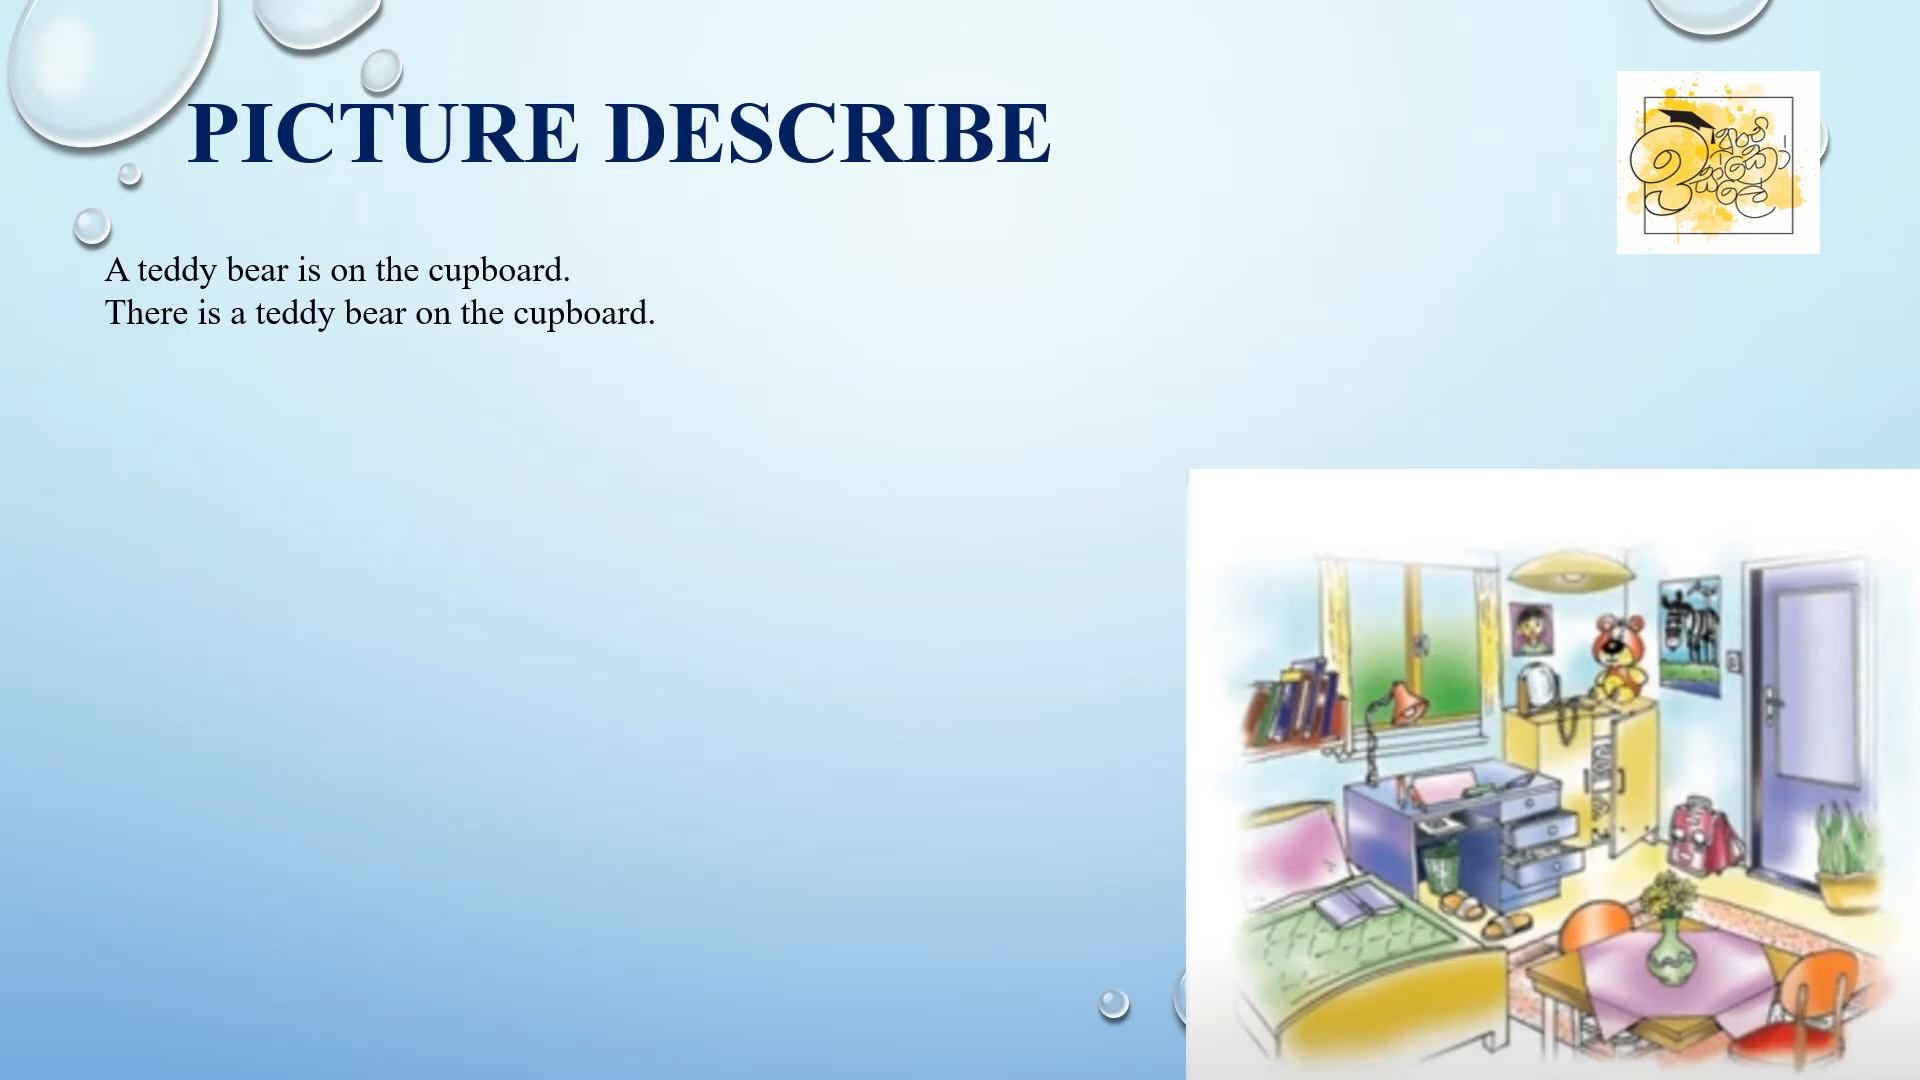 PICTURE DESCRIBE
A teddy bear is on the cupboard.
There is a teddy bear on the cupboard.